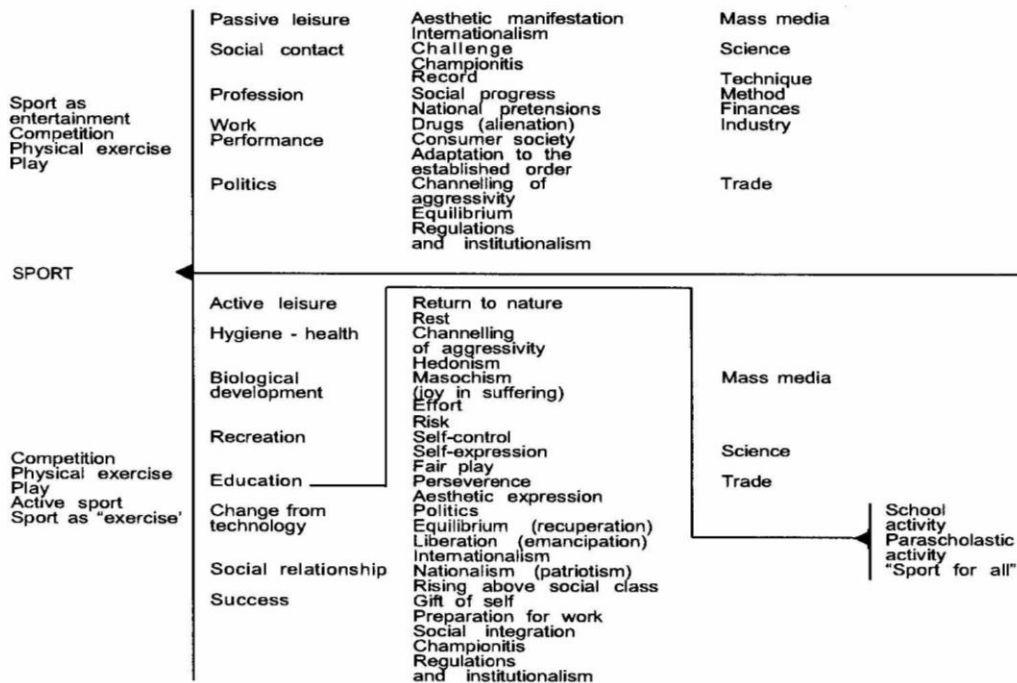 Sport as
entertainment
Competition
Physical exercise
Play
Passive leisure
Social contact
Profession
Work
Performance
Politics
Aesthetic manifestation
Internationalism
Challenge
Championitis
Record
Social progress
National pretensions
Drugs (alienation)
Consumer society
Adaptation to the
established order
Channelling of
aggressivity
Equilibrium
Regulations
and institutionalism
Mass media
Science
Technique
Method
Finances
Industry
Trade
SPORT
Competition
Physical exercise
Play
Active sport
Sport as "exercise'
Active leisure
Hygiene - health
Biological
development
Recreation
Education
Change from
technology
Social relationship
Success
Return to nature
Rest
Channelling
of aggressivity
Hedonism
Masochism
(joy in suffering)
Effort
Risk
Self-control
Self-expression
Fair play
Perseverence
Aesthetic expression
Politics
Equilibrium (recuperation)
Liberation (emancipation)
Internationalism
Nationalism (patriotism)
Rising above social class
Gift of self
Preparation for work
Social integration
Championitis
Regulations
and institutionalism
Mass media
Science
Trade
School
activity
Parascholastic
activity
"Sport for all"